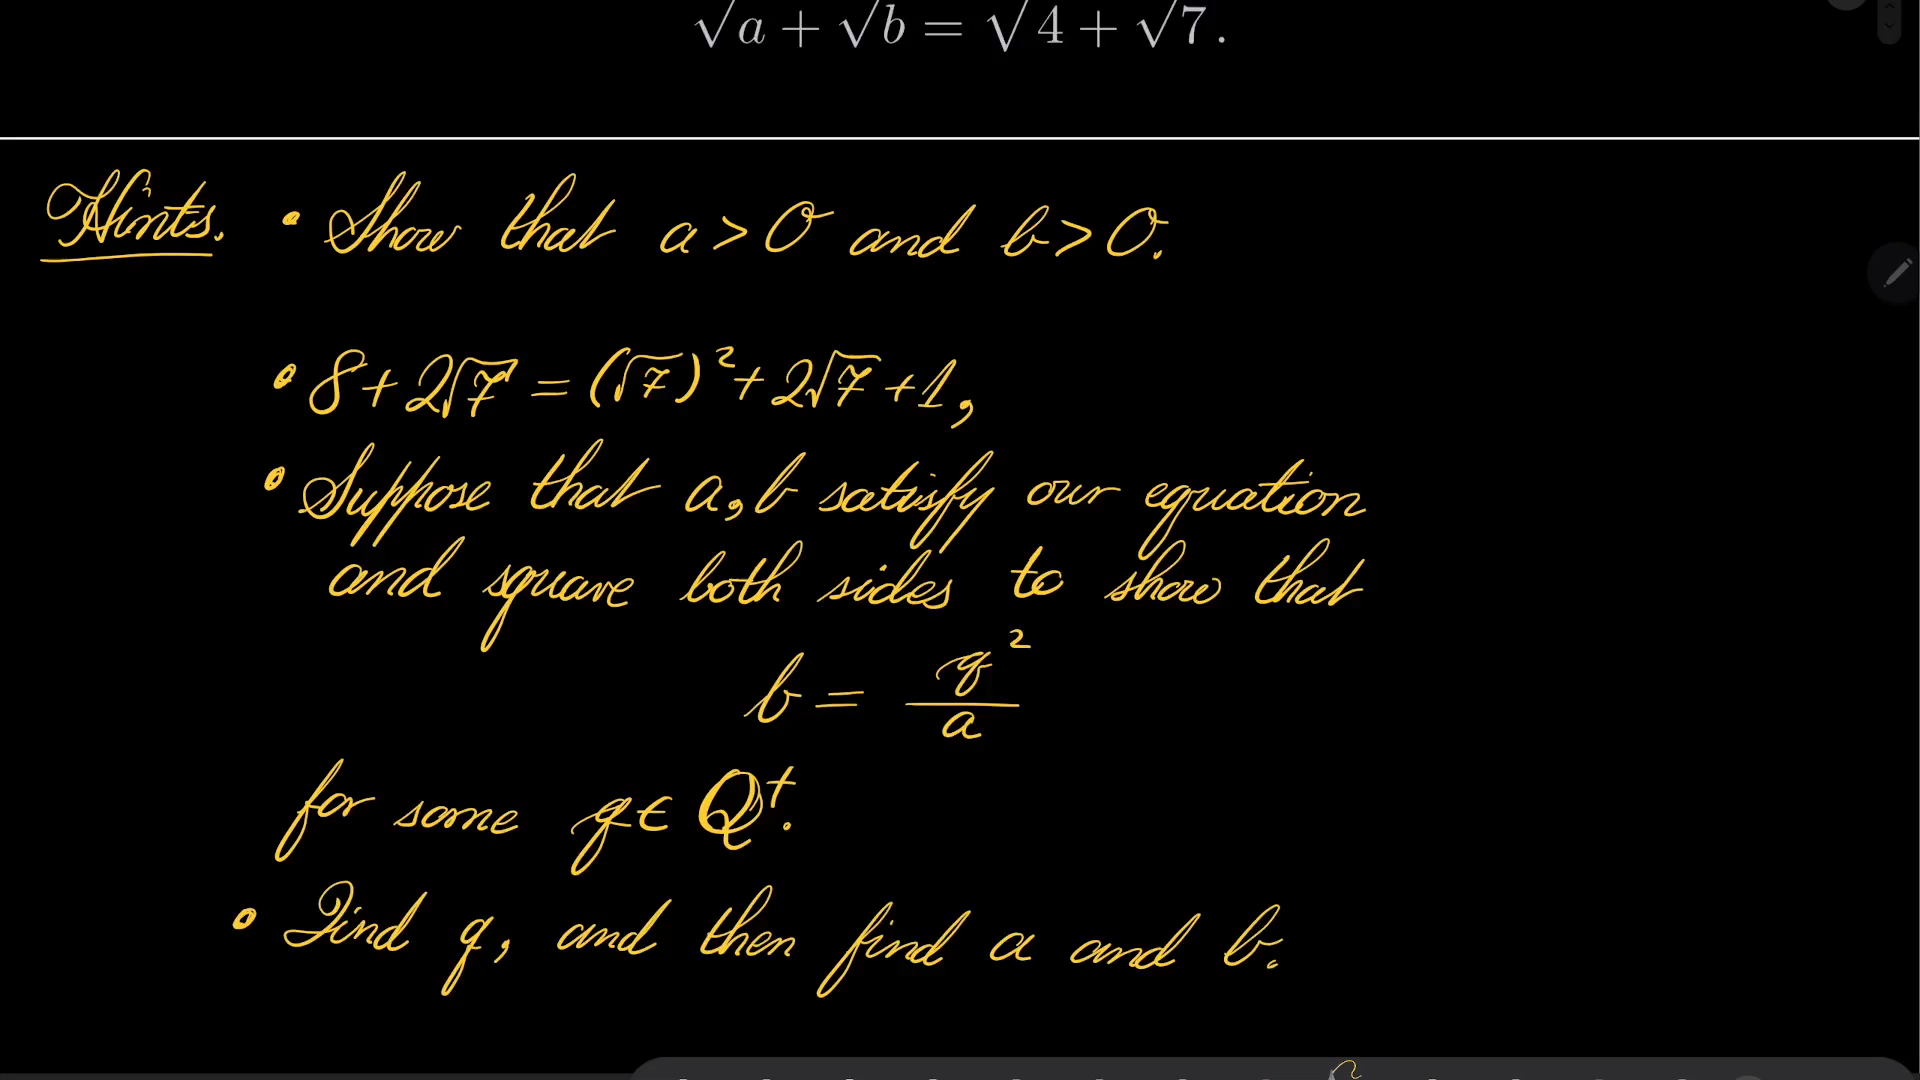 √a + √b = √4 + √7.
Hints. • Show that a > 0 and b > 0.
• 8 + 2√7 = (√7)² + 2√7 + 1,
• Suppose that a, b satisfy our equation
and square both sides to show that
b = q²/a
for some q ∈ Q⁺.
• Find q, and then find a and b.